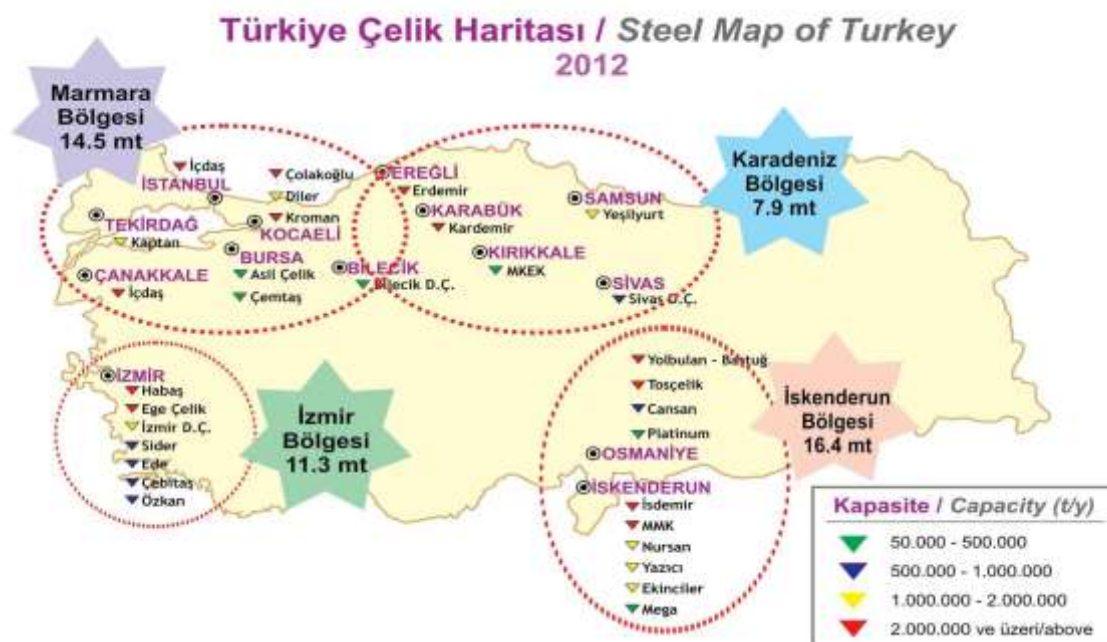 Türkiye Çelik Haritası / Steel Map of Turkey
2012
Marmara
Bölgesi
14.5 mt
Karadeniz
Bölgesi
7.9 mt
İçdaş
İSTANBUL
Çolakoğlu
Diler
Kroman
KOCAELİ
TEKİRDAĞ
Kaptan
BURSA
Asil Çelik
Çemtaş
ÇANAKKALE
İçdaş
BİLECİK
Bilecik D.Ç.
EREĞLİ
Erdemir
KARABÜK
Kardemir
SAMSUN
Yeşilyurt
KIRIKKALE
MKEK
SİVAS
Sivas D.Ç.
İZMİR
Habaş
Ege Çelik
İzmir D.Ç.
Sider
Ede
Çebitaş
Özkan
İzmir
Bölgesi
11.3 mt
Yolbulan - Baştuğ
Tosçelik
Cansan
Platinum
OSMANİYE
İSKENDERUN
İsdemir
MMK
Nursan
Yazıcı
Ekinciler
Mega
İskenderun
Bölgesi
16.4 mt
Kapasite / Capacity (t/y)
50.000 - 500.000
500.000 - 1.000.000
1.000.000 - 2.000.000
2.000.000 ve üzeri/above